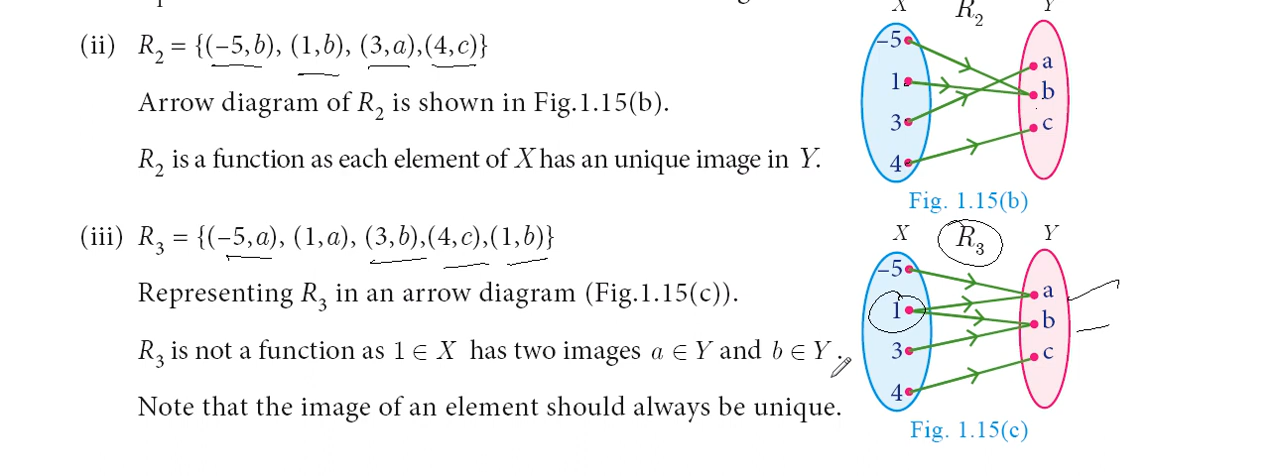 X R₂ Y
(ii) R₂ = {(−5,b), (1,b), (3,a),(4,c)}
−5 a
1 b
3 c
4
Arrow diagram of R₂ is shown in Fig.1.15(b).
R₂ is a function as each element of X has an unique image in Y.
Fig. 1.15(b)
(iii) R₃ = {(−5,a), (1,a), (3,b),(4,c),(1,b)}
X R₃ Y
−5 a
1 b
3 c
4
Representing R₃ in an arrow diagram (Fig.1.15(c)).
R₃ is not a function as 1 ∈ X has two images a ∈ Y and b ∈ Y.
Note that the image of an element should always be unique.
Fig. 1.15(c)